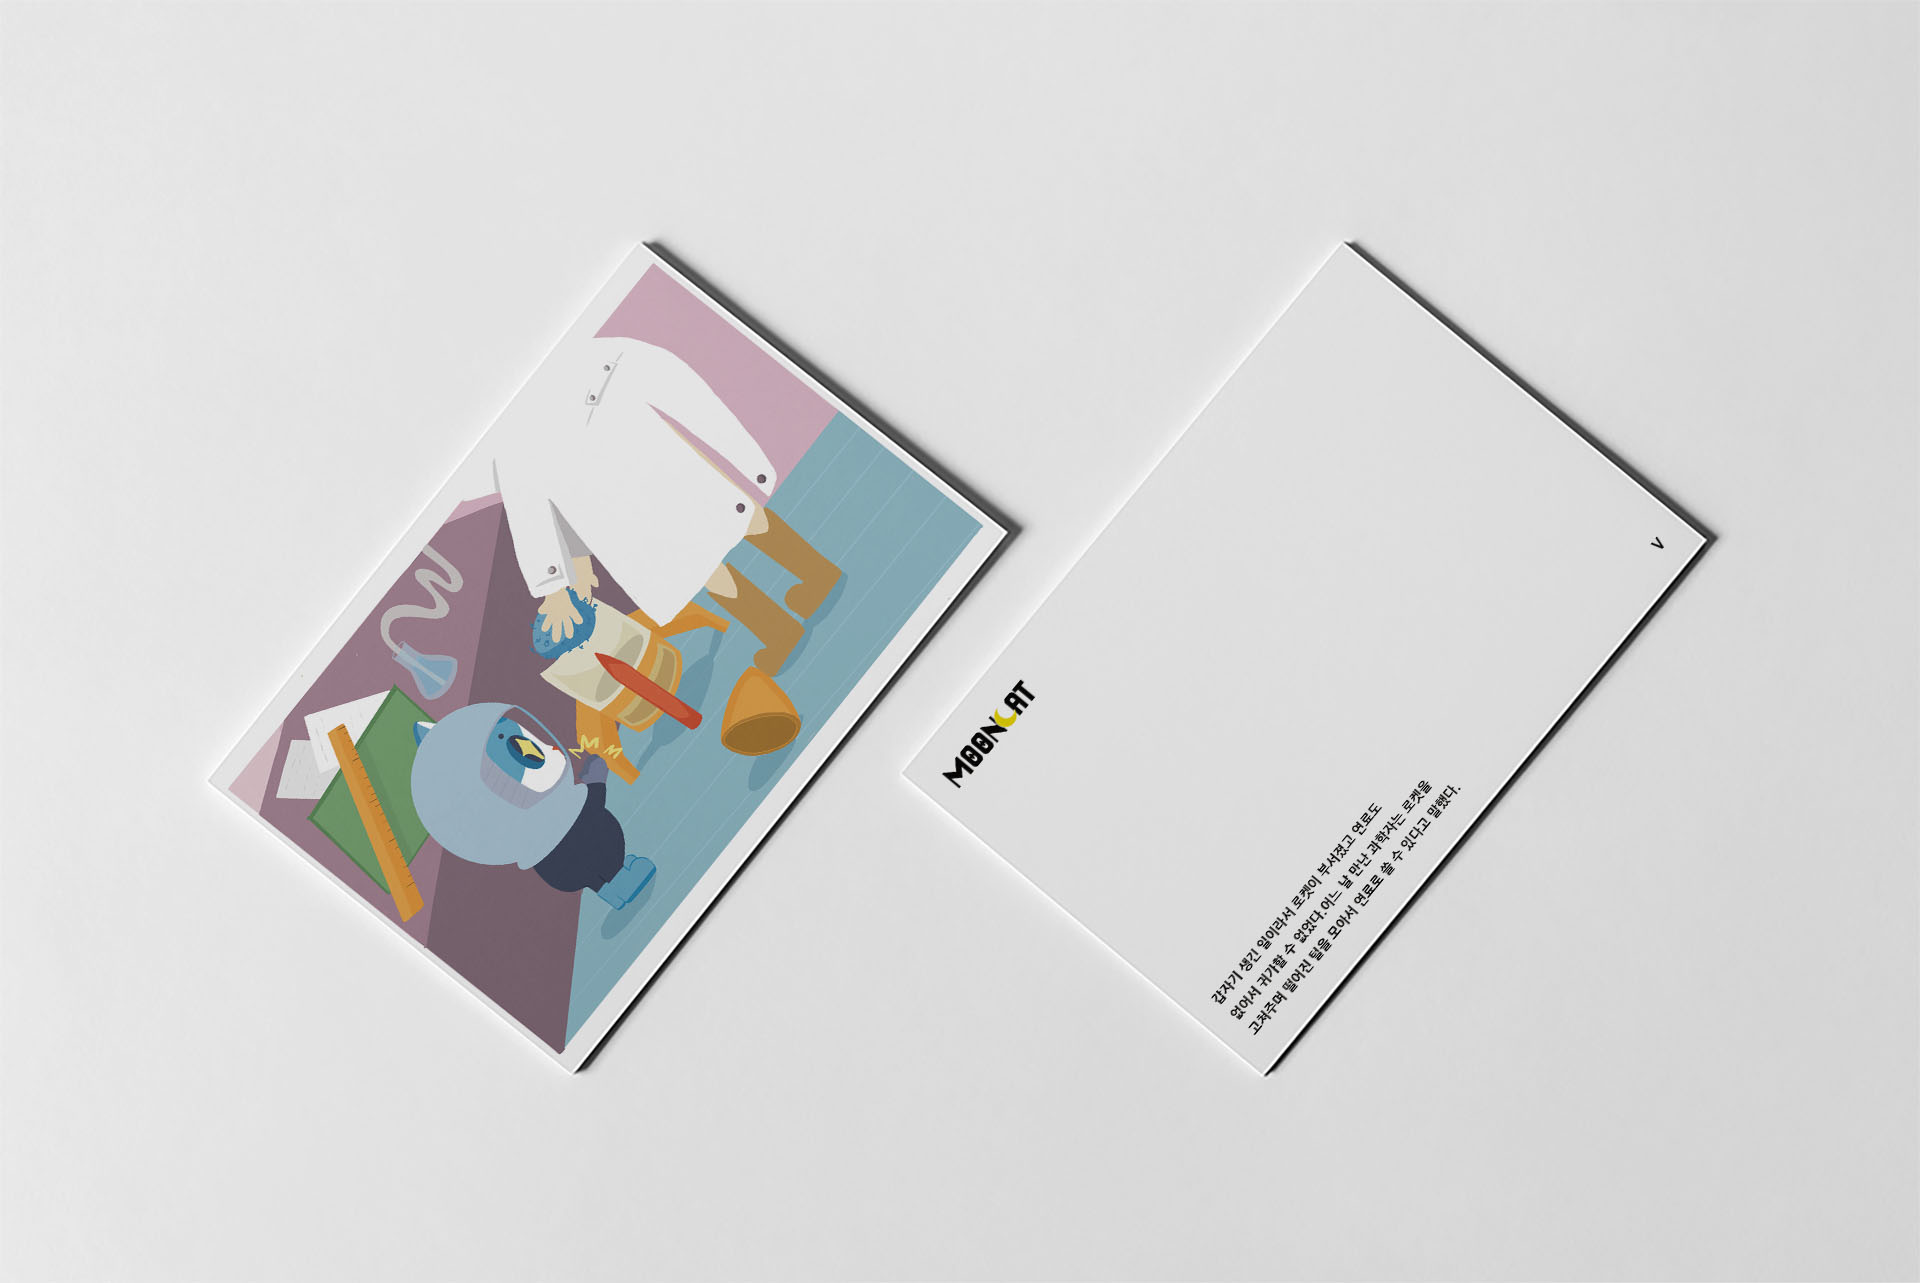 MOONCAT
갑자기 생긴 일이라서 로켓이 부서졌고 연료도
없어서 귀가할 수 없었다.어느 날 만난 과학자는 로켓을
고쳐주며 떨어진 털을 모아서 연료로 쓸 수 있다고 말했다.
V